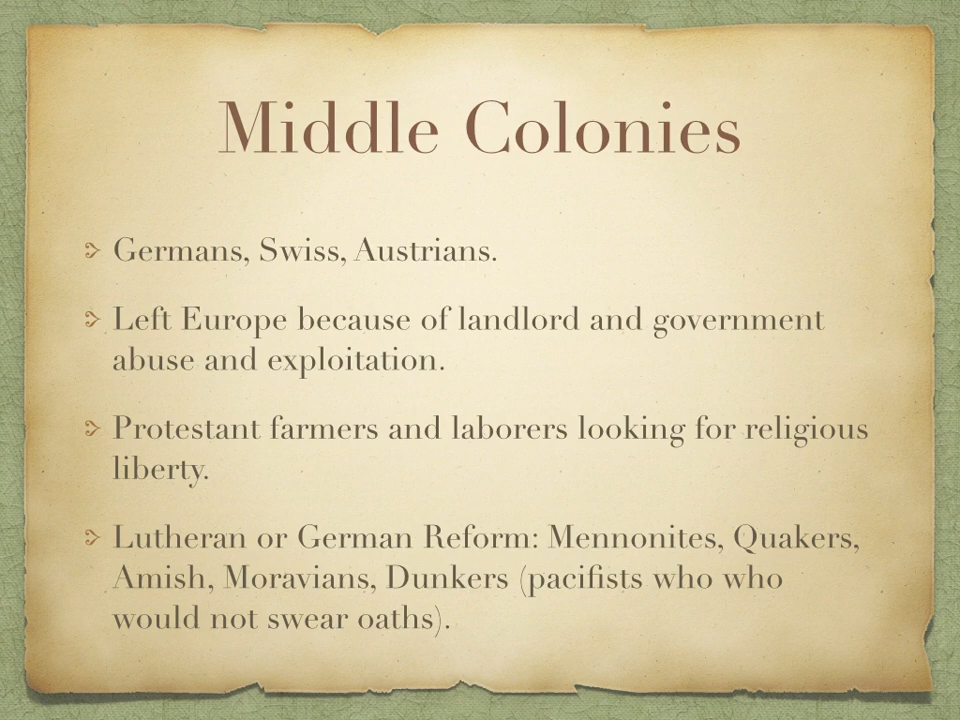 Middle Colonies
Germans, Swiss, Austrians.
Left Europe because of landlord and government
abuse and exploitation.
Protestant farmers and laborers looking for religious
liberty.
Lutheran or German Reform: Mennonites, Quakers,
Amish, Moravians, Dunkers (pacifists who who
would not swear oaths).